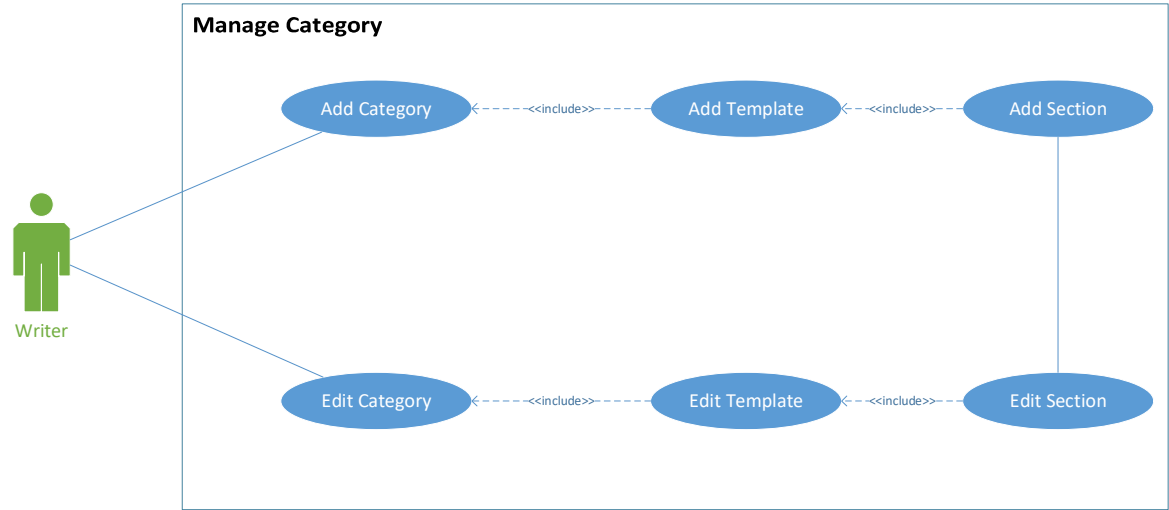 Manage Category
Add Category
<<include>>
Add Template
<<include>>
Add Section
Writer
Edit Category
<<include>>
Edit Template
<<include>>
Edit Section